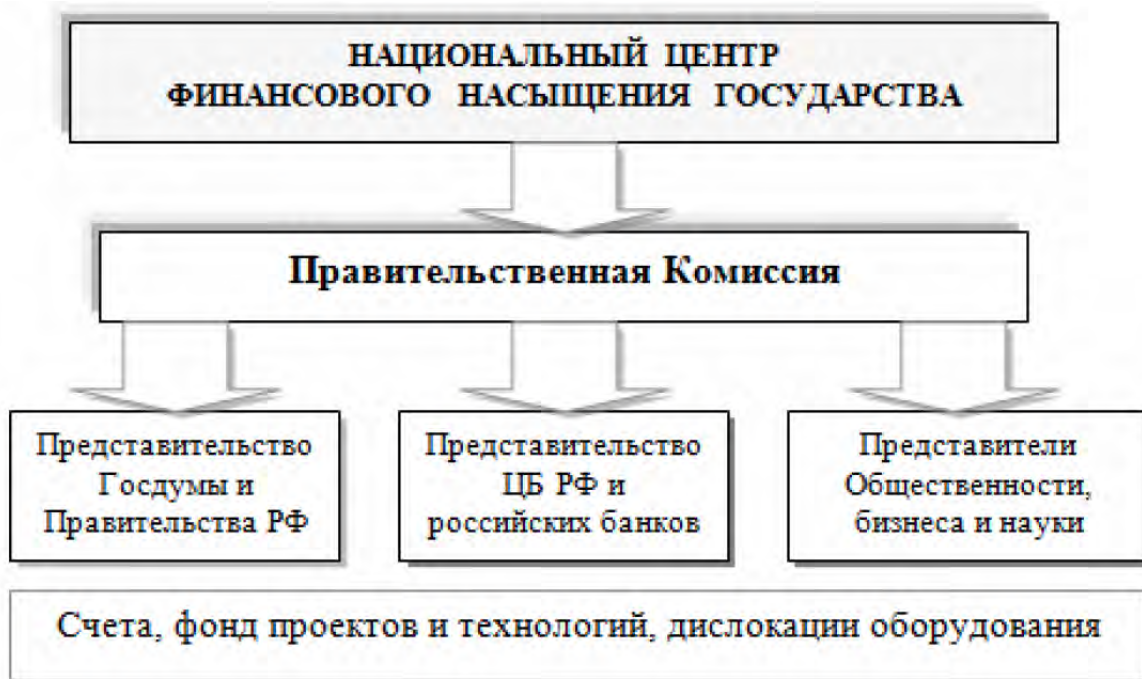 НАЦИОНАЛЬНЫЙ ЦЕНТР
ФИНАНСОВОГО НАСЫЩЕНИЯ ГОСУДАРСТВА
Правительственная Комиссия
Представительство
Госдумы и
Правительства РФ
Представительство
ЦБ РФ и
российских банков
Представители
Общественности,
бизнеса и науки
Счета, фонд проектов и технологий, дислокации оборудования